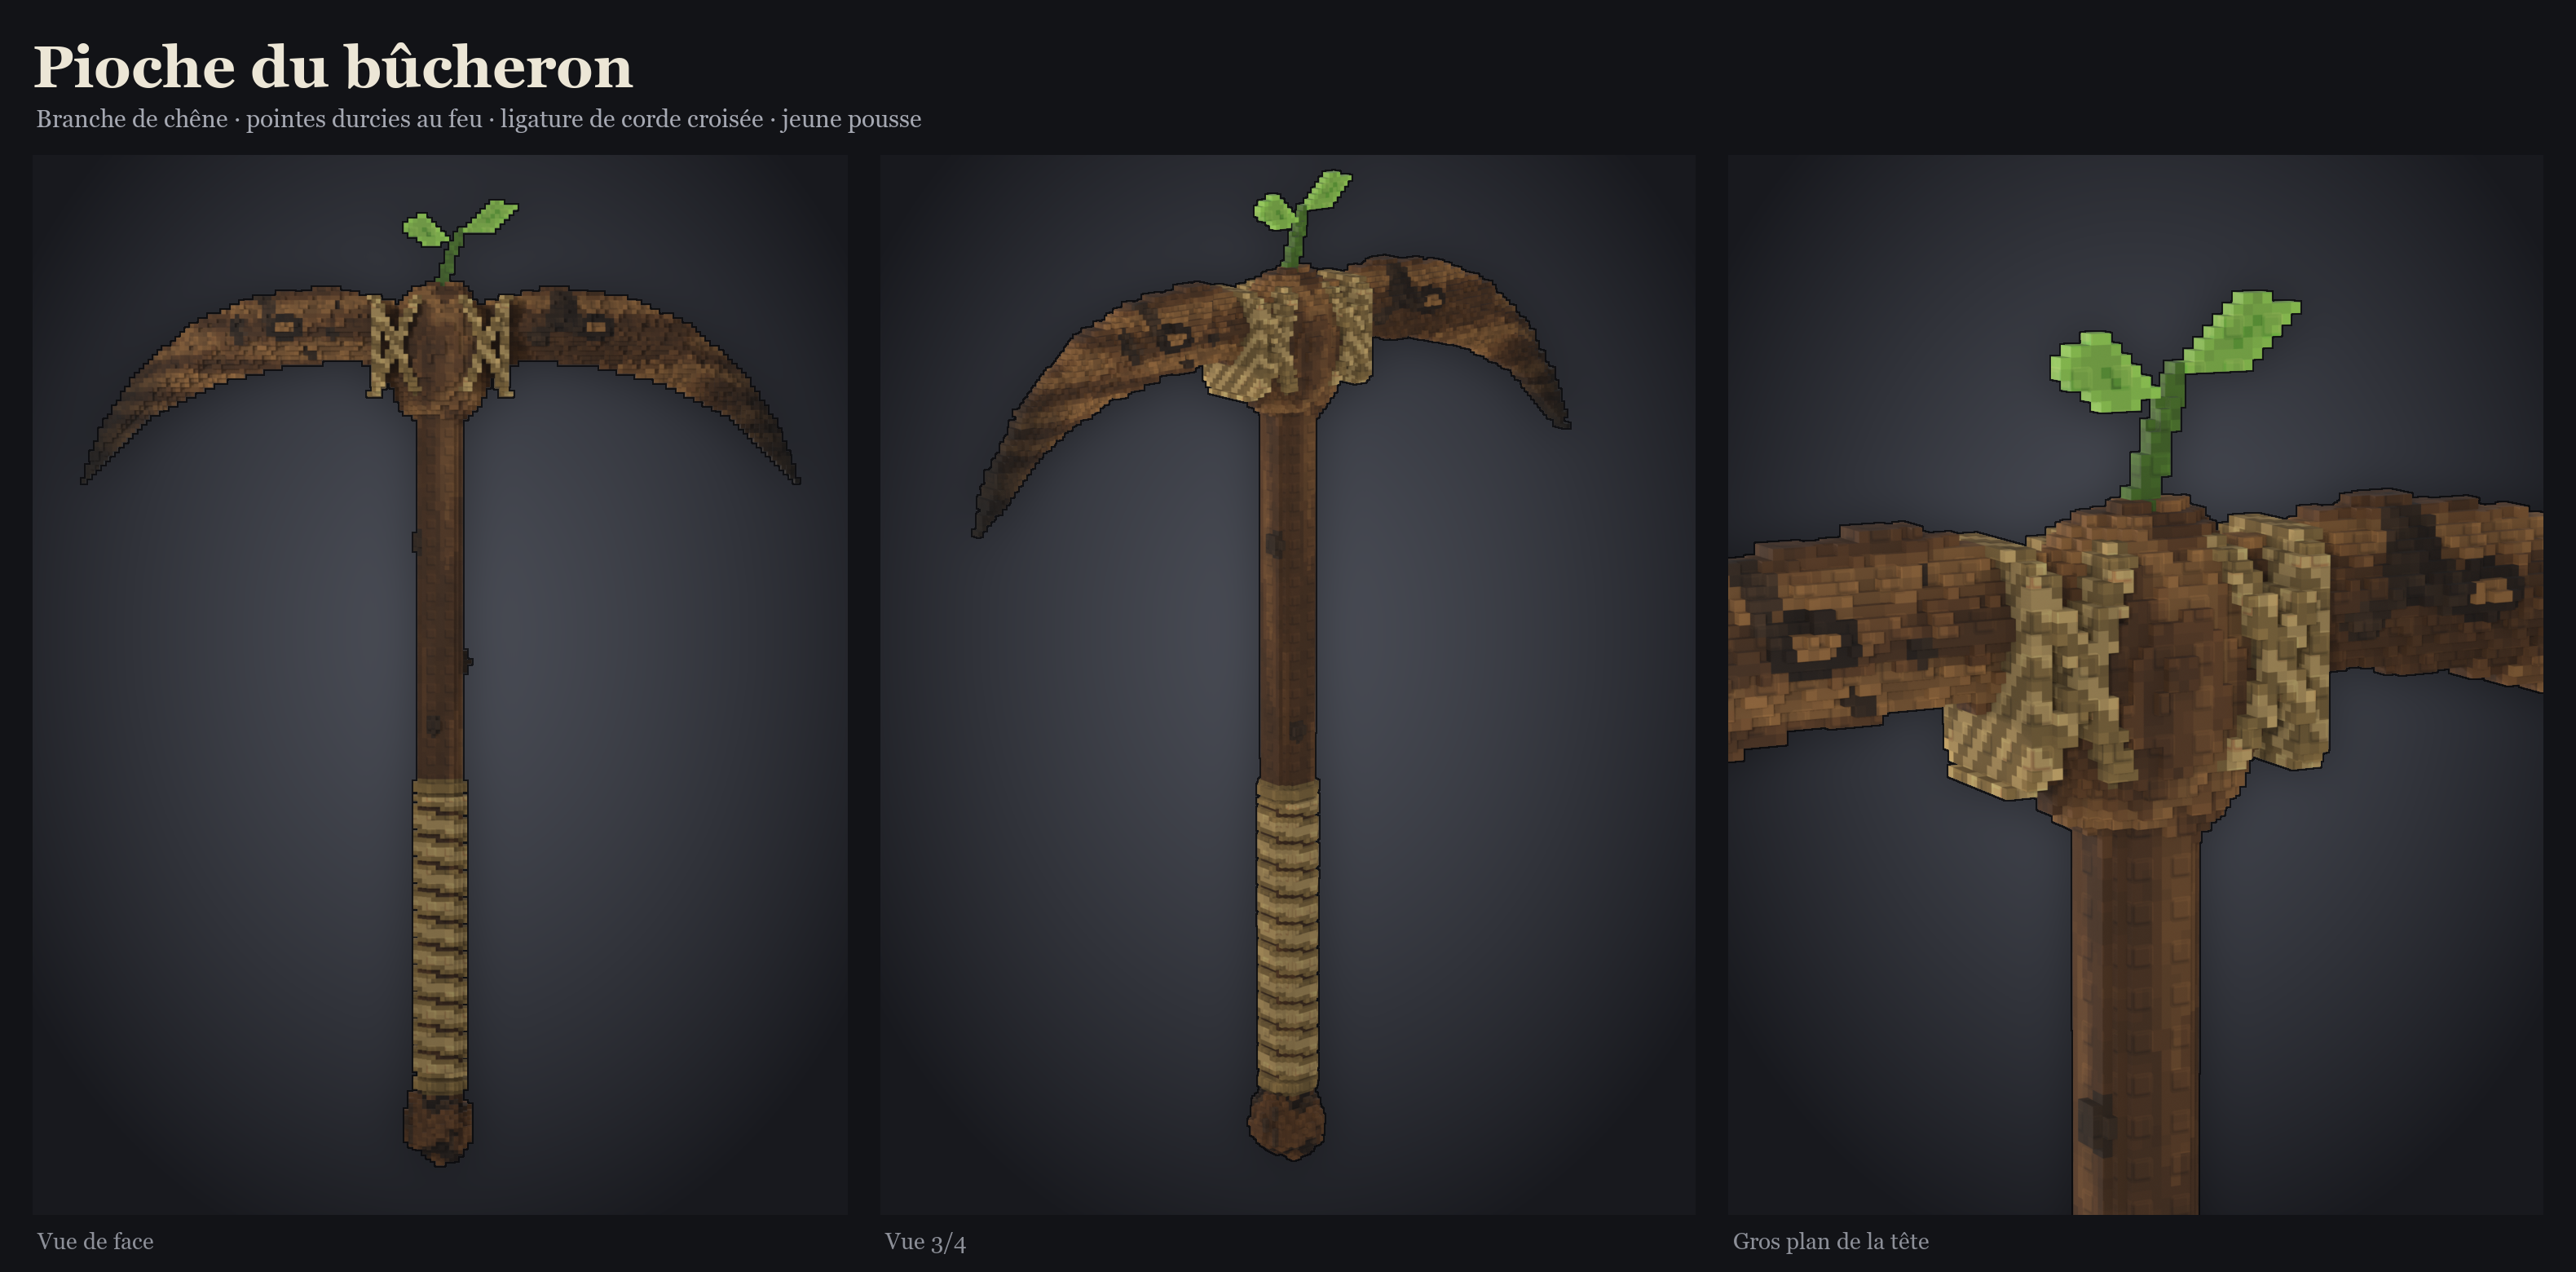 Pioche du bûcheron
Branche de chêne · pointes durcies au feu · ligature de corde croisée · jeune pousse
Vue de face
Vue 3/4
Gros plan de la tête